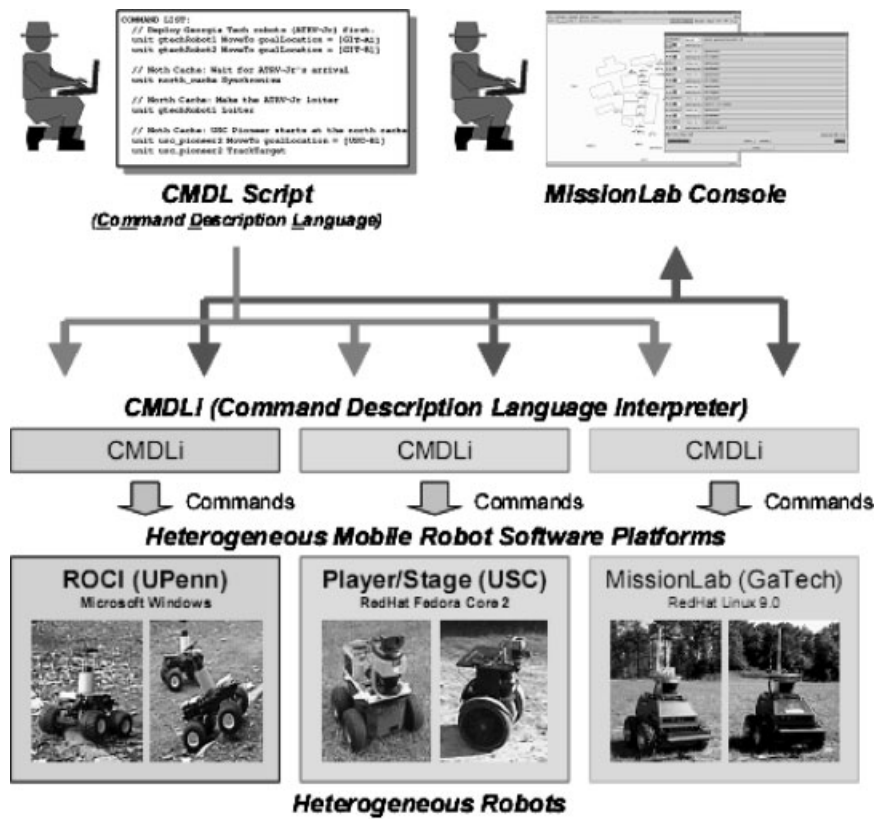 COMMAND LIST:
// Employ Georgia Tech robots (ATRV-Jr) first.
unit gtechRobot1 MoveTo goalLocation = [GIT-A1]
unit gtechRobot2 MoveTo goalLocation = [GIT-B1]
// Noth Cache: Wait for ATRV-Jr's arrival
unit north_cache Synchronize
// North Cache: Make the ATRV-Jr loiter
unit gtechRobot1 loiter
// Noth Cache: USC Pioneer starts at the north cache
unit usc_pioneer2 MoveTo goalLocation = [USC-B1]
unit usc_pioneer2 TrackTarget
CMDL Script
(Command Description Language)
MissionLab Console
CMDLi (Command Description Language Interpreter)
CMDLi
CMDLi
CMDLi
Commands
Commands
Commands
Heterogeneous Mobile Robot Software Platforms
ROCI (UPenn)
Microsoft Windows
Player/Stage (USC)
RedHat Fedora Core 2
MissionLab (GaTech)
RedHat Linux 9.0
Heterogeneous Robots